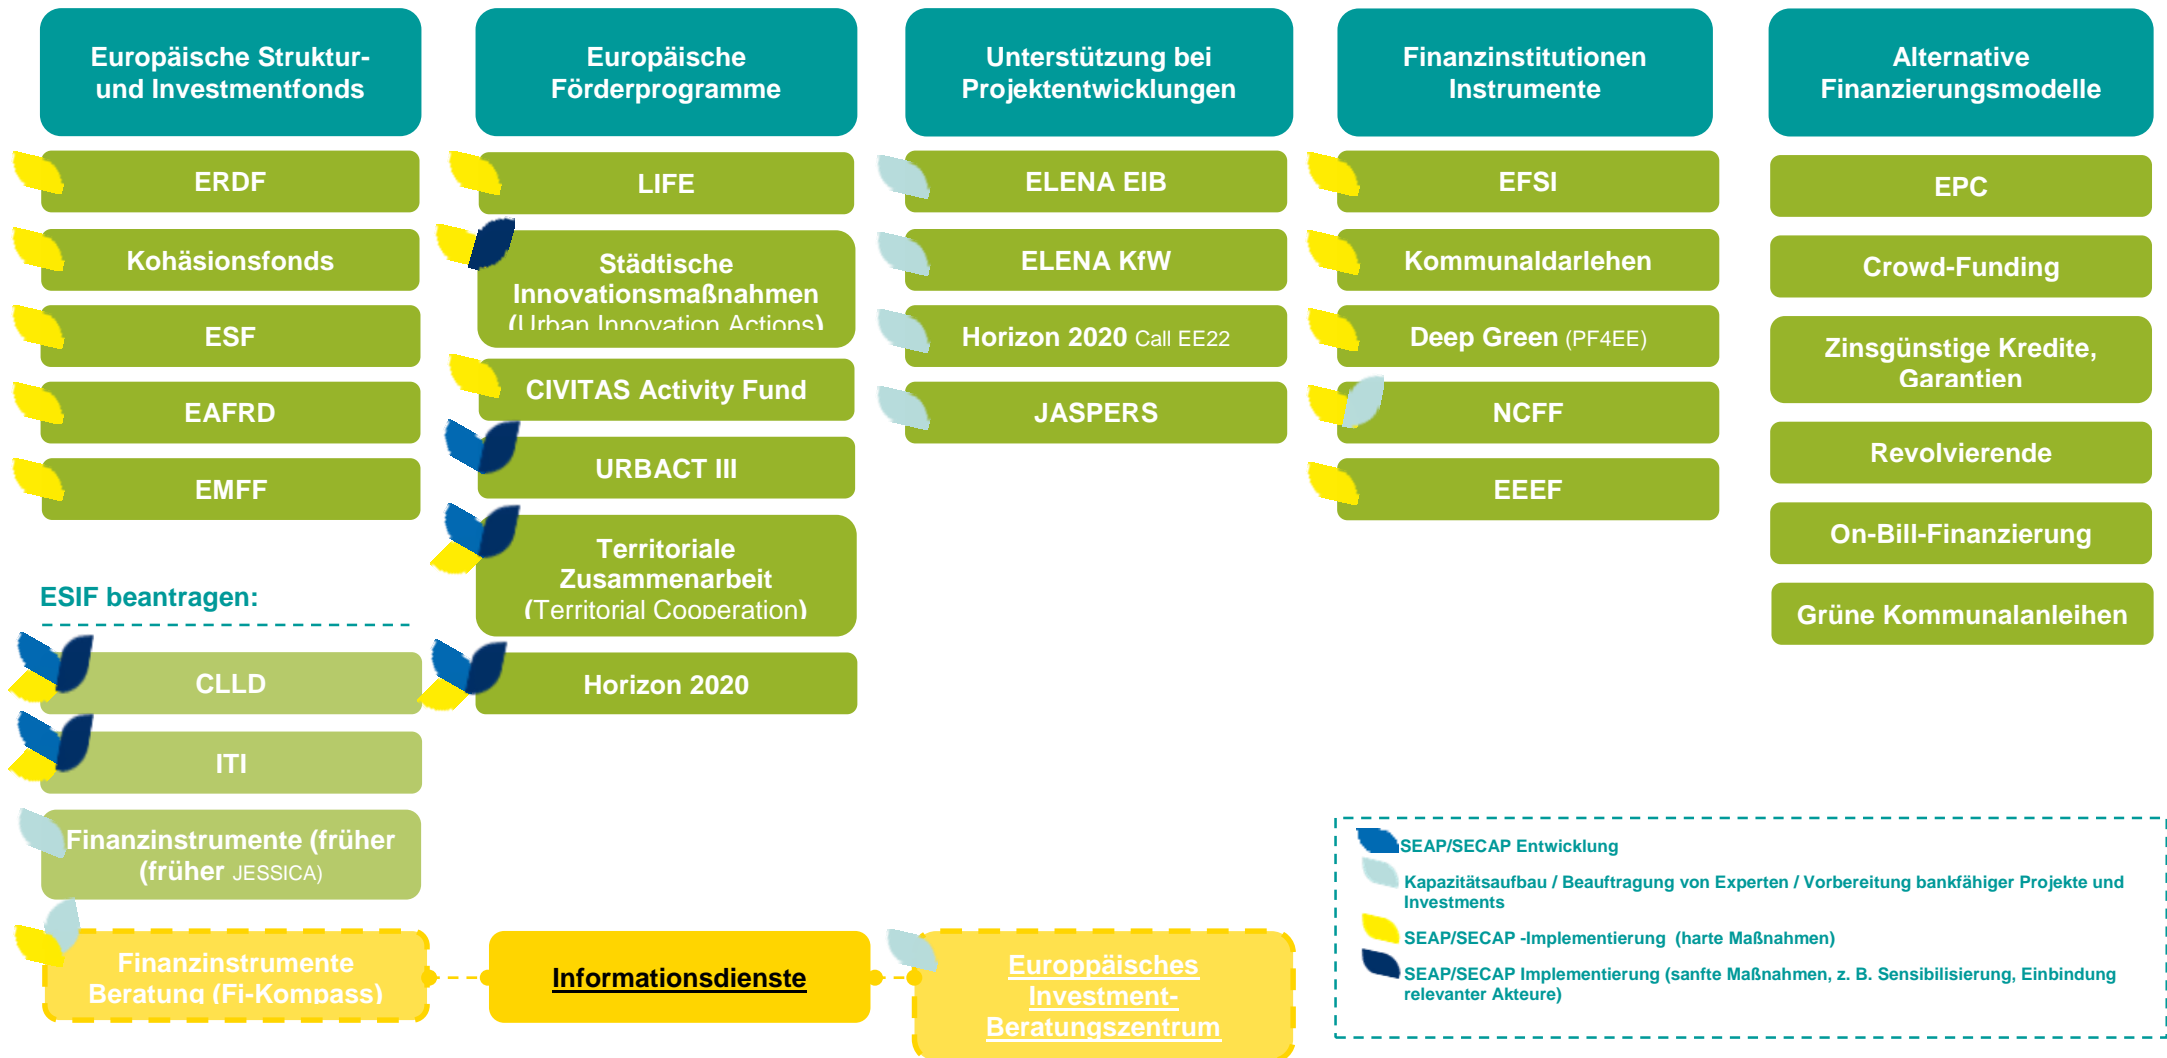 Europäische Struktur-
und Investmentfonds
ERDF
Kohäsionsfonds
ESF
EAFRD
EMFF
ESIF beantragen:
CLLD
ITI
Finanzinstrumente (früher
(früher JESSICA)
Finanzinstrumente
Beratung (Fi-Kompass)
Europäische
Förderprogramme
LIFE
Städtische
Innovationsmaßnahmen
(Urban Innovation Actions)
CIVITAS Activity Fund
URBACT III
Territoriale
Zusammenarbeit
(Territorial Cooperation)
Horizon 2020
Informationsdienste
Unterstützung bei
Projektentwicklungen
ELENA EIB
ELENA KfW
Horizon 2020 Call EE22
JASPERS
Europpäisches
Investment-
Beratungszentrum
Finanzinstitutionen
Instrumente
EFSI
Kommunaldarlehen
Deep Green (PF4EE)
NCFF
EEEF
Alternative
Finanzierungsmodelle
EPC
Crowd-Funding
Zinsgünstige Kredite,
Garantien
Revolvierende
On-Bill-Finanzierung
Grüne Kommunalanleihen
SEAP/SECAP Entwicklung
Kapazitätsaufbau / Beauftragung von Experten / Vorbereitung bankfähiger Projekte und
Investments
SEAP/SECAP -Implementierung (harte Maßnahmen)
SEAP/SECAP Implementierung (sanfte Maßnahmen, z. B. Sensibilisierung, Einbindung
relevanter Akteure)